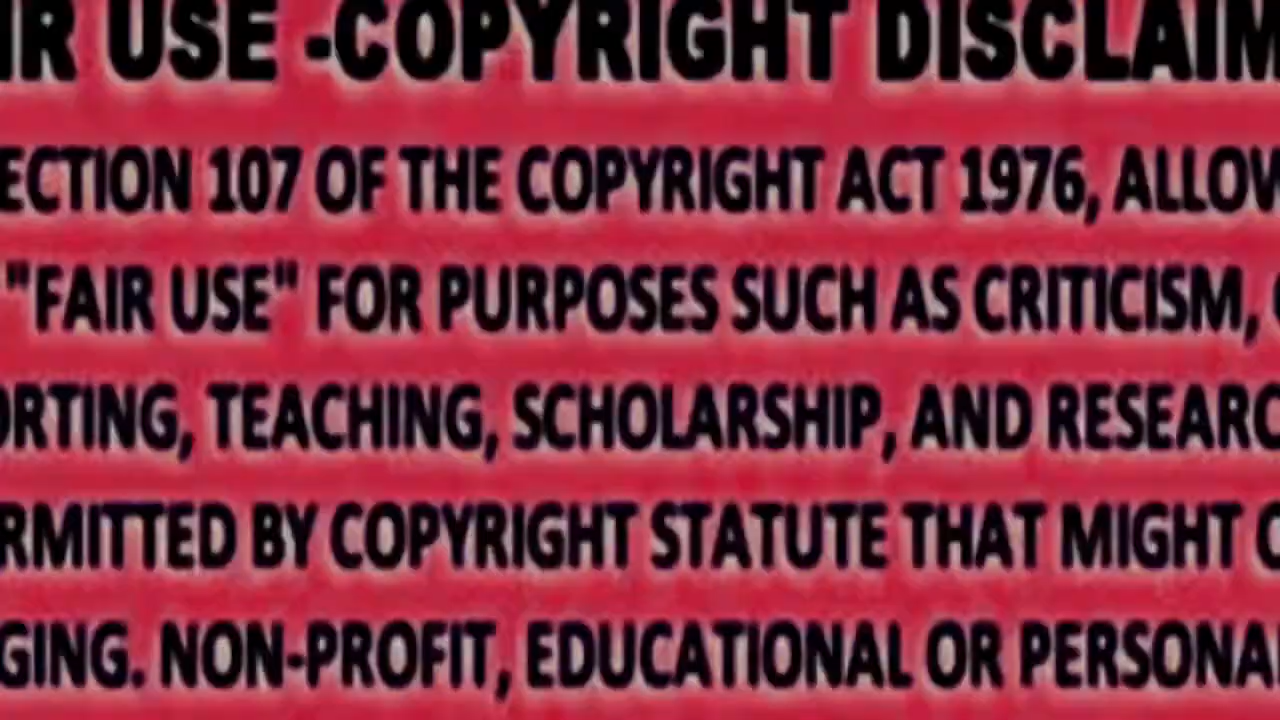 IR USE -COPYRIGHT DISCLAIM
ECTION 107 OF THE COPYRIGHT ACT 1976, ALLOW
"FAIR USE" FOR PURPOSES SUCH AS CRITICISM,
ORTING, TEACHING, SCHOLARSHIP, AND RESEARC
RMITTED BY COPYRIGHT STATUTE THAT MIGHT
GING. NON-PROFIT, EDUCATIONAL OR PERSONA